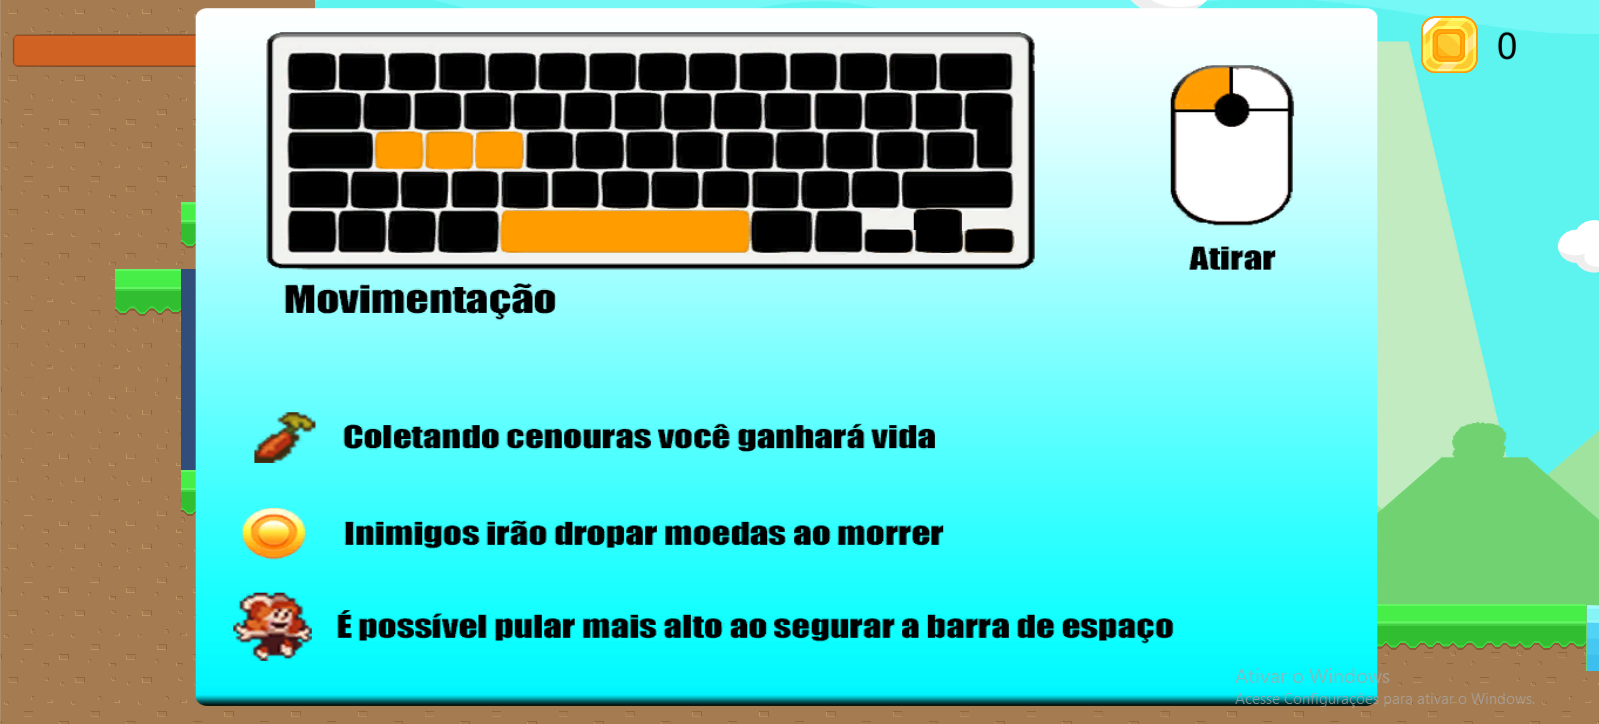 0
Atirar
Movimentação
Coletando cenouras você ganhará vida
Inimigos irão dropar moedas ao morrer
É possível pular mais alto ao segurar a barra de espaço
Ativar o Windows
Acesse Configurações para ativar o Windows.